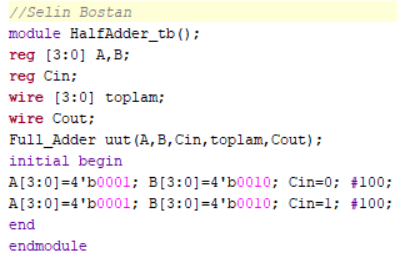 //Selin Bostan
module HalfAdder_tb();
reg [3:0] A,B;
reg Cin;
wire [3:0] toplam;
wire Cout;
Full_Adder uut(A,B,Cin,toplam,Cout);
initial begin
A[3:0]=4'b0001; B[3:0]=4'b0010; Cin=0; #100;
A[3:0]=4'b0001; B[3:0]=4'b0010; Cin=1; #100;
end
endmodule